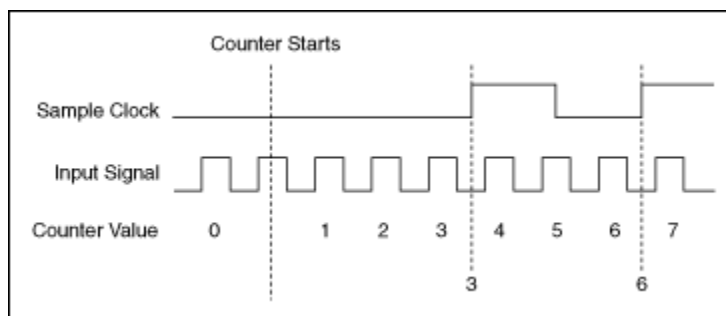 Counter Starts
Sample Clock
Input Signal
Counter Value 0 1 2 3 4 5 6 7
3 6